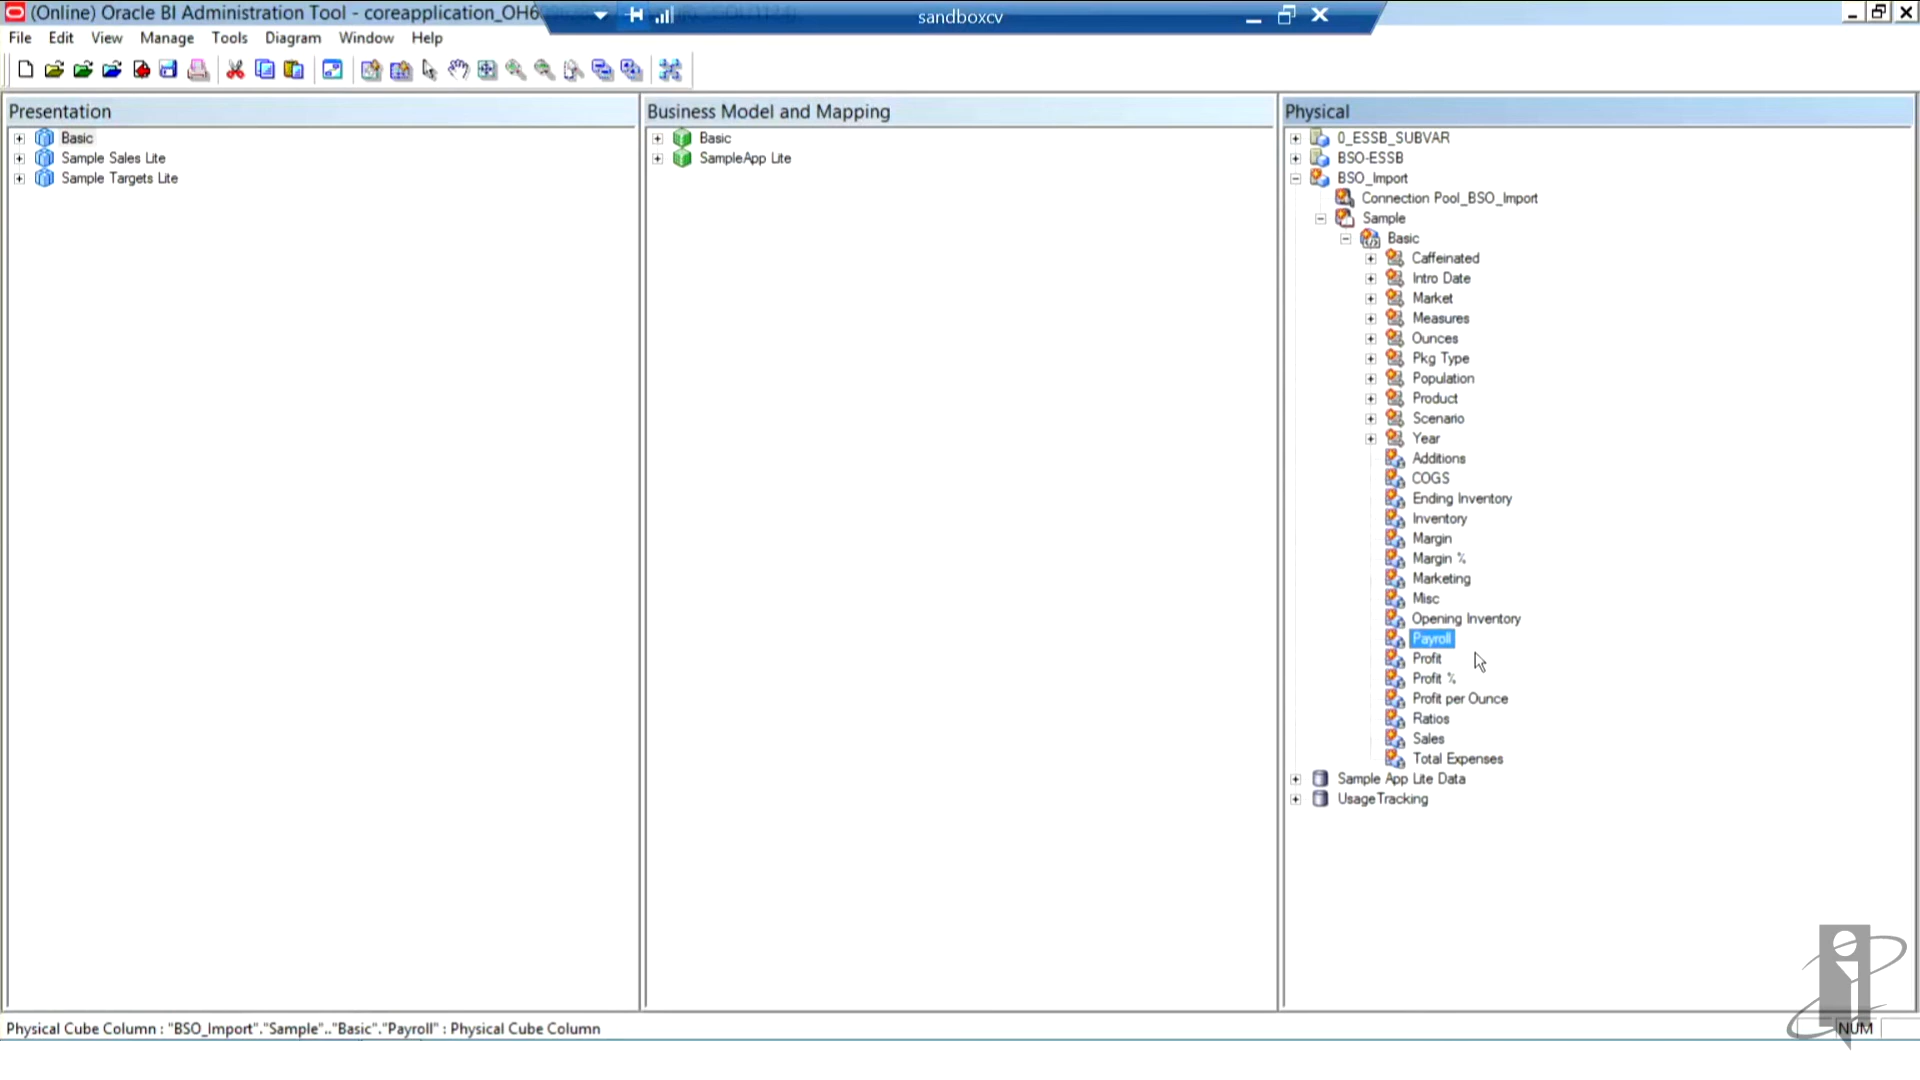 (Online) Oracle BI Administration Tool - coreapplication_OH6
sandboxcv
File Edit View Manage Tools Diagram Window Help
Presentation
Basic
Sample Sales Lite
Sample Targets Lite
Business Model and Mapping
Basic
SampleApp Lite
Physical
0_ESSB_SUBVAR
BSO-ESSB
BSO_Import
Connection Pool_BSO_Import
Sample
Basic
Caffeinated
Intro Date
Market
Measures
Ounces
Pkg Type
Population
Product
Scenario
Year
Additions
COGS
Ending Inventory
Inventory
Margin
Margin %
Marketing
Misc
Opening Inventory
Payroll
Profit
Profit %
Profit per Ounce
Ratios
Sales
Total Expenses
Sample App Lite Data
UsageTracking
Physical Cube Column : "BSO_Import"."Sample".."Basic"."Payroll" : Physical Cube Column
NUM